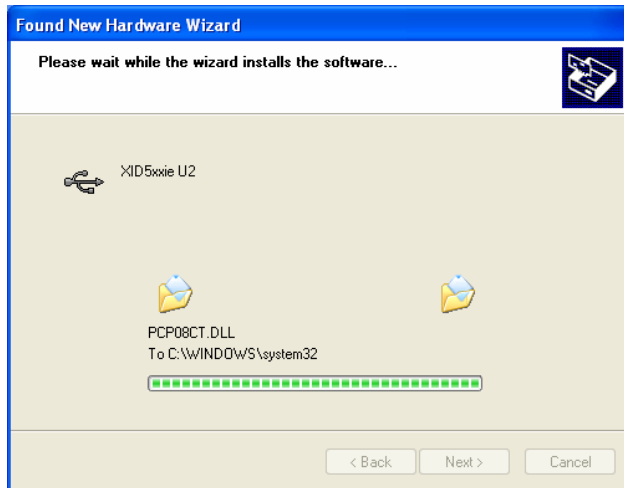 Found New Hardware Wizard
Please wait while the wizard installs the software...
XID5xxie U2
PCP08CT.DLL
To C:\WINDOWS\system32
< Back Next > Cancel